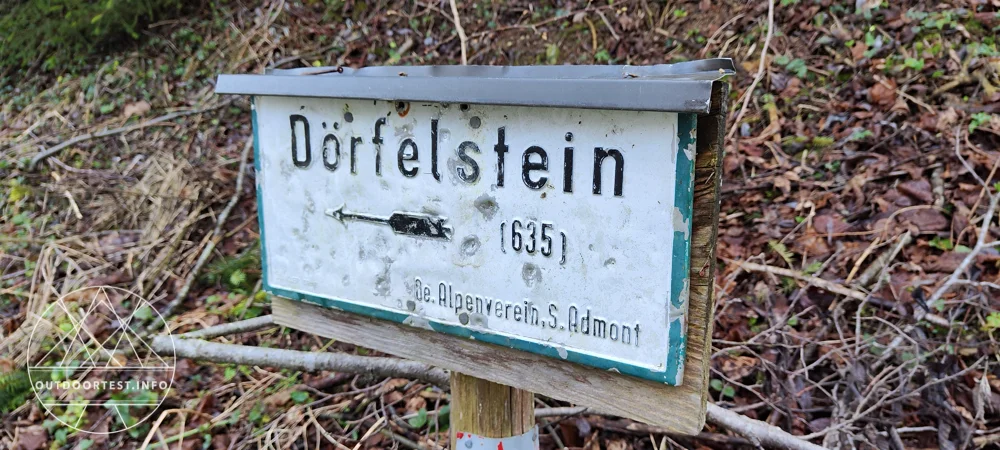 Dörfelstein
(635)
Oe.Alpenverein,S.Admont
OUTDOORTEST.INFO